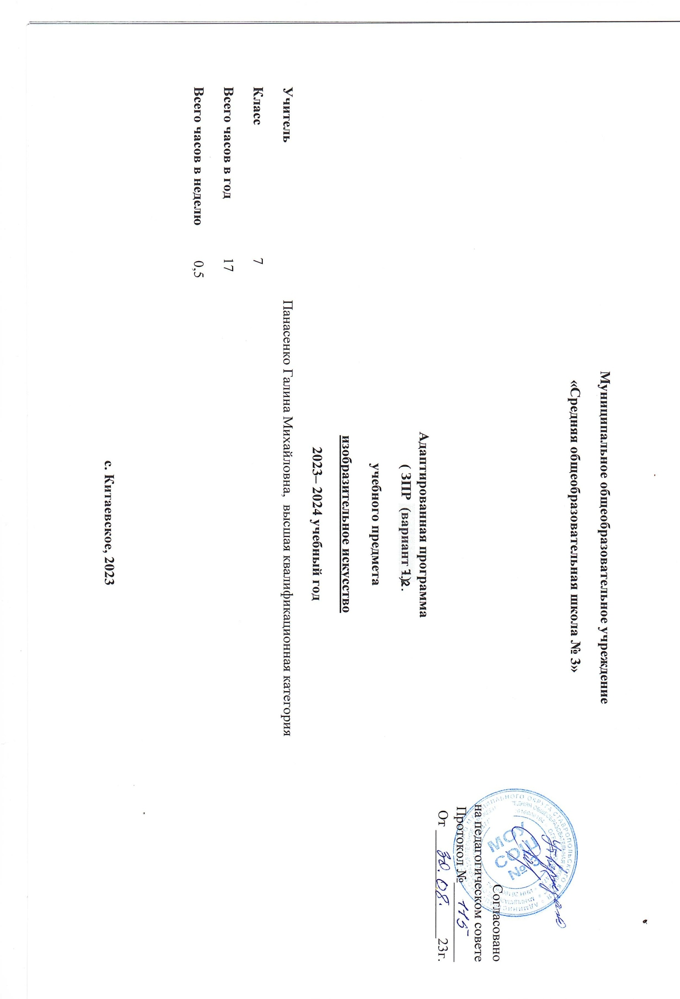 Муниципальное общеобразовательное учреждение
«Средняя общеобразовательная школа № 3»
Утверждаю
МОУ
СОШ
№ 3
Согласовано
на педагогическом совете
Протокол № 115
От 30.08. 23г.
Адаптированная программа
( ЗПР (вариант
учебного предмета
изобразительное искусство
2023– 2024 учебный год
Учитель Панасенко Галина Михайловна, высшая квалификационная категория
Класс 7
Всего часов в год 17
Всего часов в неделю 0,5
с. Китаевское, 2023